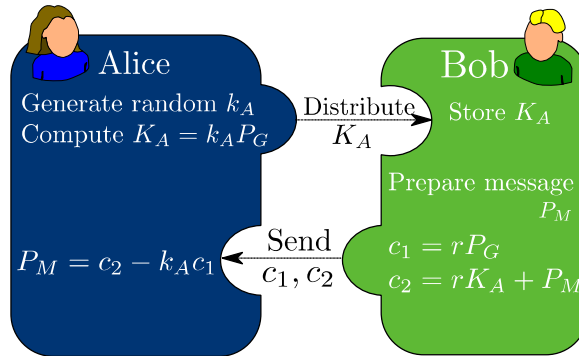 Alice
Generate random k_A
Compute K_A = k_A P_G
P_M = c_2 − k_A c_1
Distribute
K_A
Send
c_1, c_2
Bob
Store K_A
Prepare message
P_M
c_1 = rP_G
c_2 = rK_A + P_M